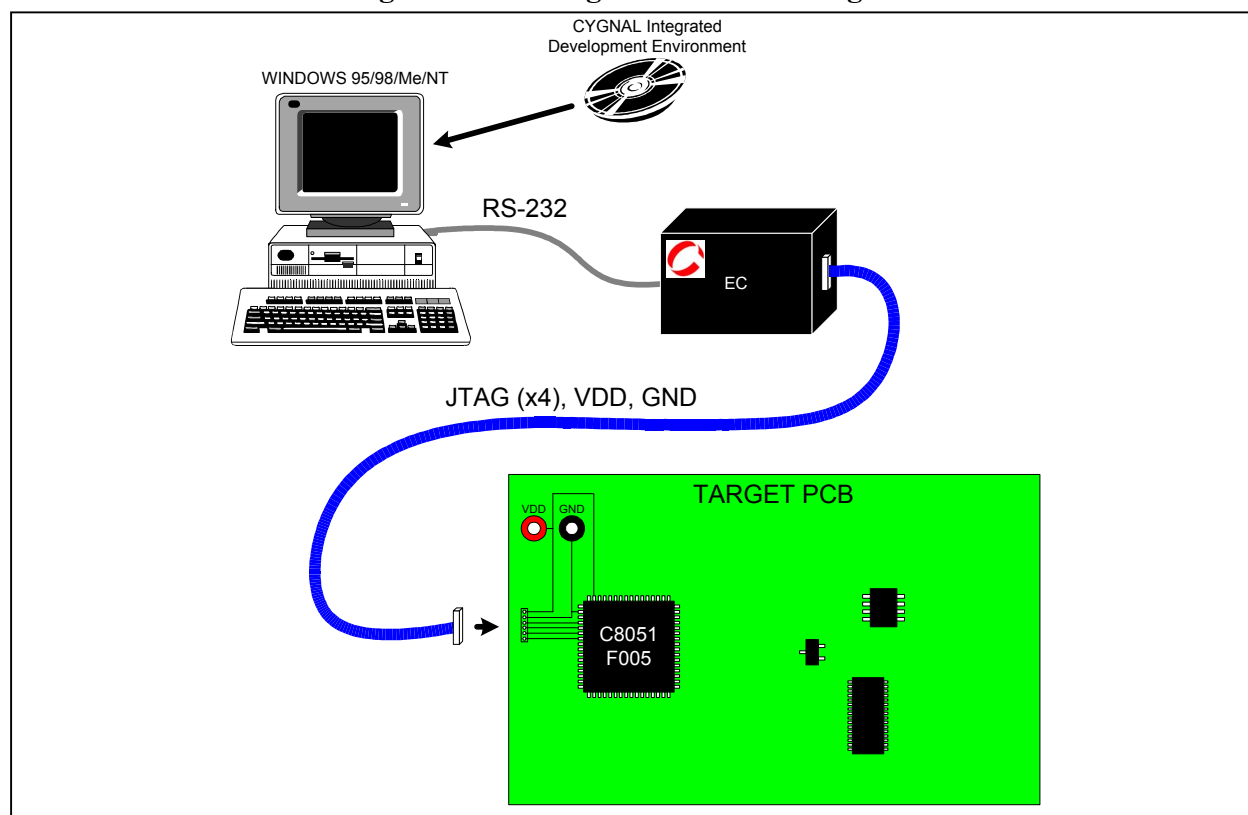 CYGNAL Integrated
Development Environment
WINDOWS 95/98/Me/NT
RS-232
EC
JTAG (x4), VDD, GND
TARGET PCB
VDD GND
C8051
F005